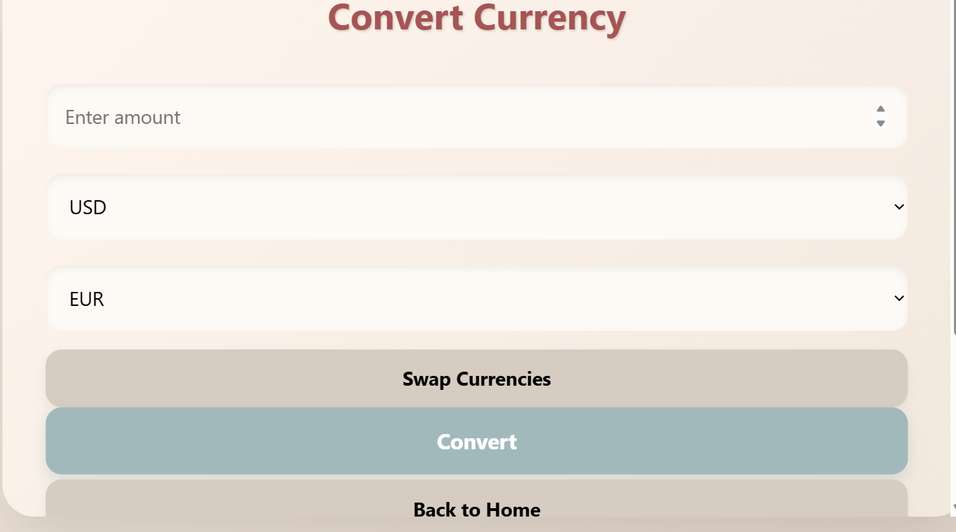 Convert Currency
Enter amount
USD
EUR
Swap Currencies
Convert
Back to Home